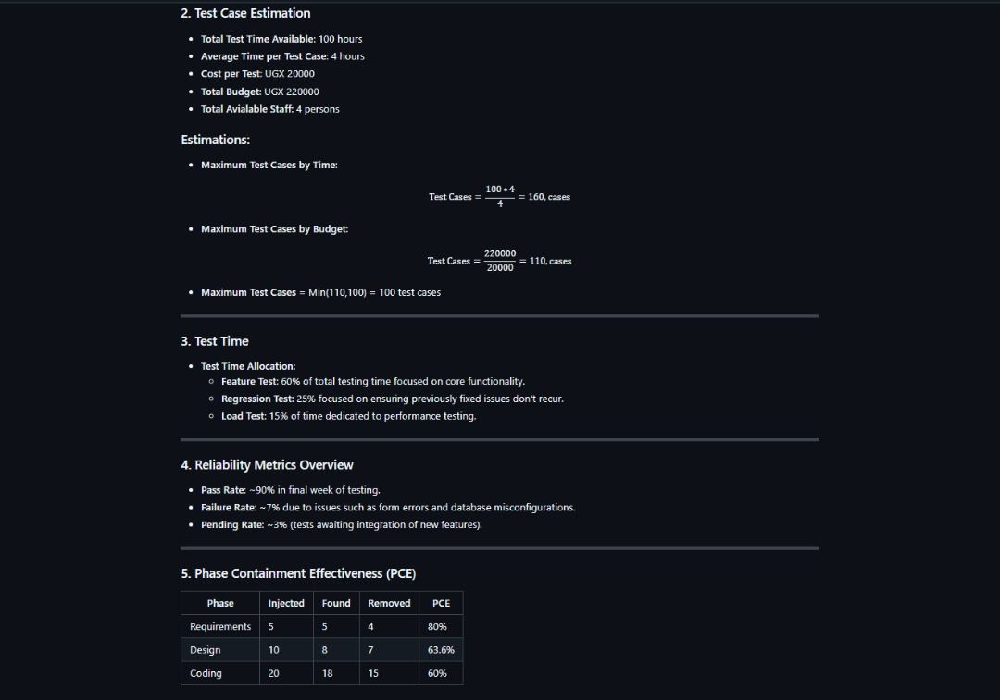 2. Test Case Estimation
• Total Test Time Available: 100 hours
• Average Time per Test Case: 4 hours
• Cost per Test: UGX 20000
• Total Budget: UGX 220000
• Total Avialable Staff: 4 persons
Estimations:
• Maximum Test Cases by Time:
Test Cases = 100 * 4 / 4 = 160, cases
• Maximum Test Cases by Budget:
Test Cases = 220000 / 20000 = 110, cases
• Maximum Test Cases = Min(110,100) = 100 test cases
3. Test Time
• Test Time Allocation:
○ Feature Test: 60% of total testing time focused on core functionality.
○ Regression Test: 25% focused on ensuring previously fixed issues don't recur.
○ Load Test: 15% of time dedicated to performance testing.
4. Reliability Metrics Overview
• Pass Rate: ~90% in final week of testing.
• Failure Rate: ~7% due to issues such as form errors and database misconfigurations.
• Pending Rate: ~3% (tests awaiting integration of new features).
5. Phase Containment Effectiveness (PCE)
Phase Injected Found Removed PCE
Requirements 5 5 4 80%
Design 10 8 7 63.6%
Coding 20 18 15 60%